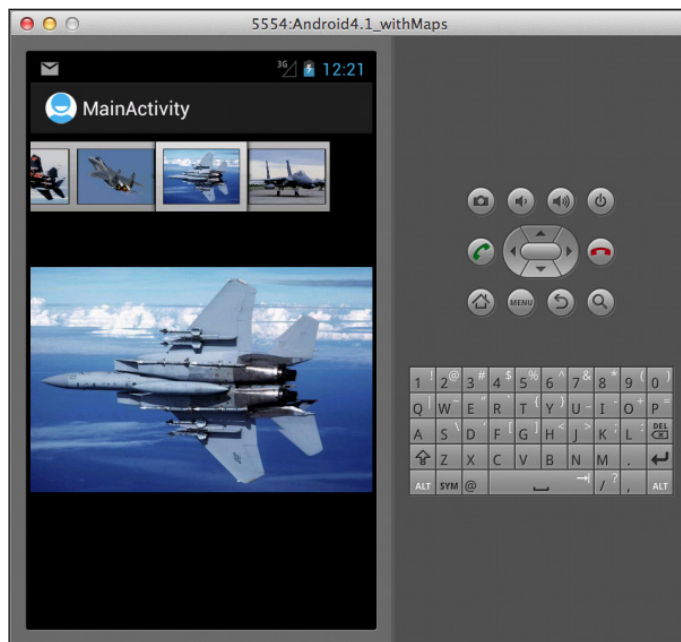 5554:Android4.1_withMaps
3G 12:21
MainActivity
MENU
1 ! 2 @ 3 # 4 $ 5 % 6 ^ 7 & 8 * 9 ( 0 )
Q | W ~ E " R ` T { Y } U _ I - O + P =
A S \ D ' F [ G ] H < J > K ; L : DEL
Z X C V B N M .
ALT SYM @ / ? , ALT